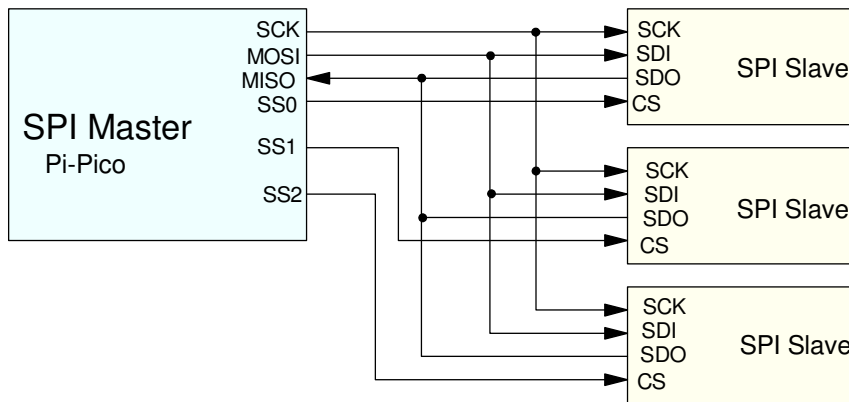 SCK
MOSI
MISO
SS0
SPI Master
Pi-Pico
SS1
SS2
SCK
SDI
SDO
CS
SPI Slave
SCK
SDI
SDO
CS
SPI Slave
SCK
SDI
SDO
CS
SPI Slave